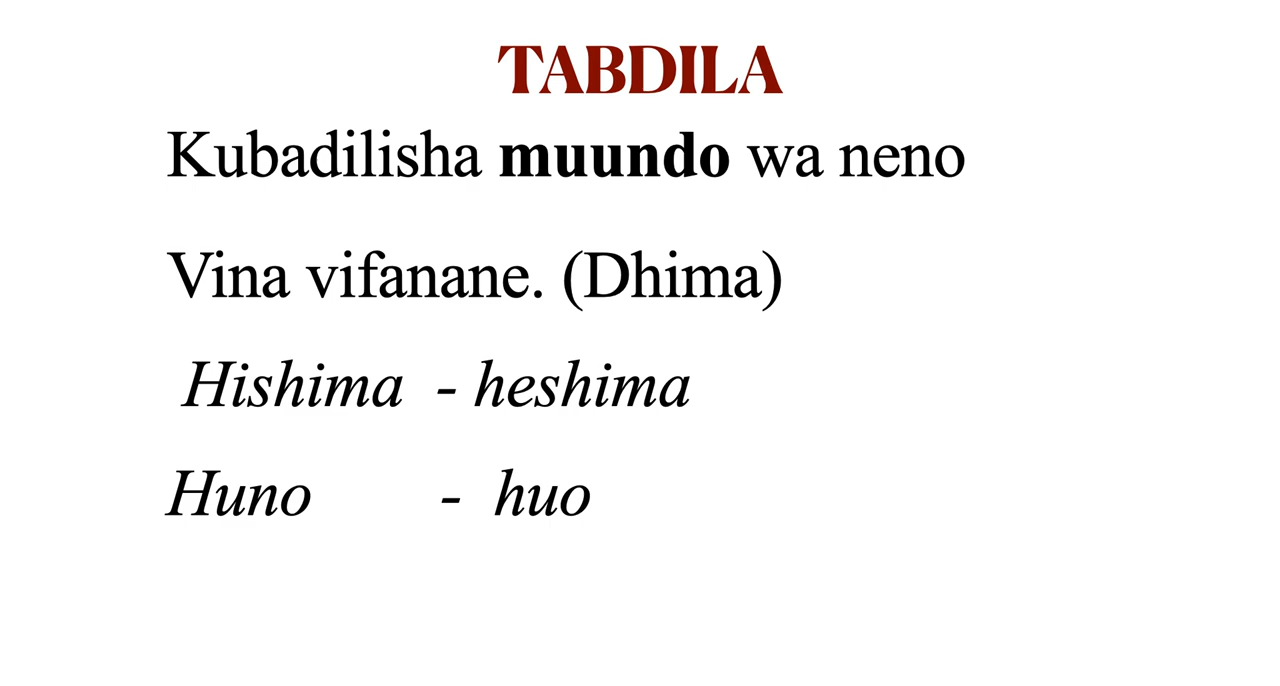 TABDILA
Kubadilisha muundo wa neno
Vina vifanane. (Dhima)
Hishima - heshima
Huno - huo